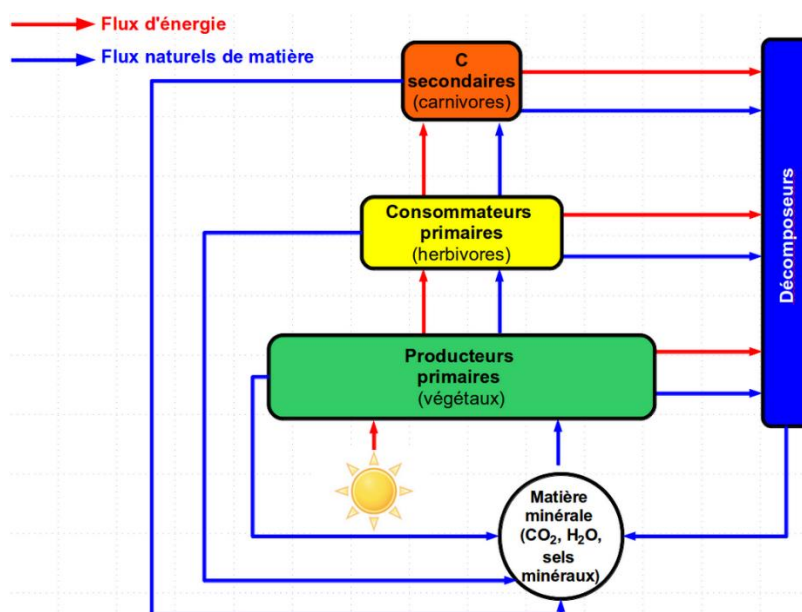 Flux d'énergie
Flux naturels de matière
C
secondaires
(carnivores)
Consommateurs
primaires
(herbivores)
Producteurs
primaires
(végétaux)
Matière
minérale
(CO₂, H₂O,
sels
minéraux)
Décomposeurs